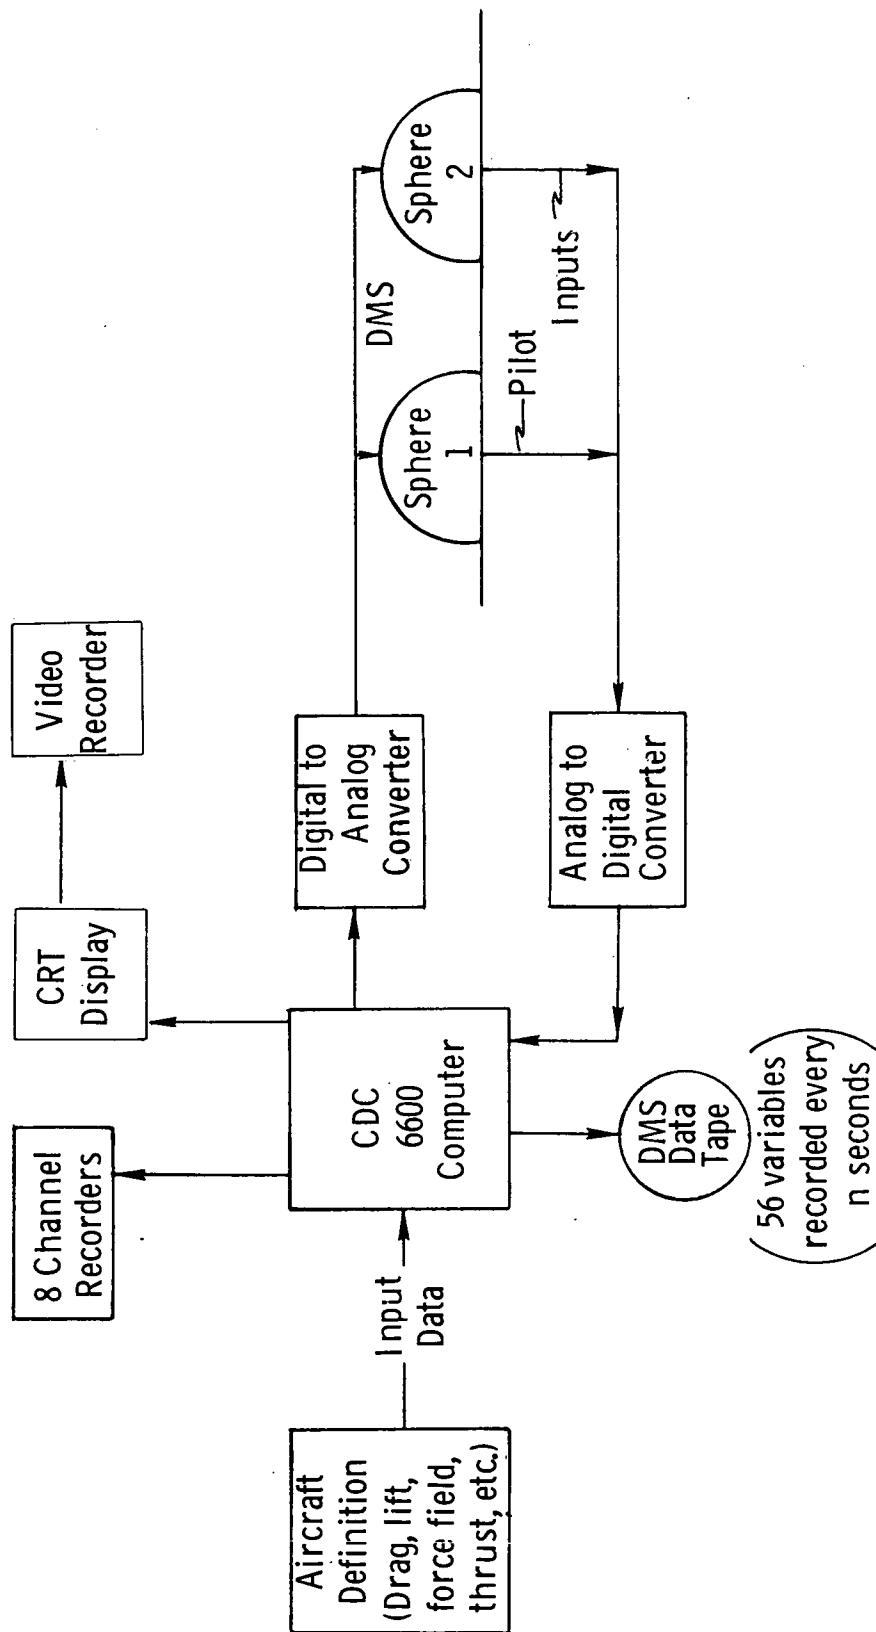 8 Channel
Recorders
CRT
Display
Video
Recorder
Aircraft
Definition
(Drag, lift,
force field,
thrust, etc.)
Input
Data
CDC
6600
Computer
Digital to
Analog
Converter
DMS
Sphere
1
Sphere
2
Pilot
Inputs
Analog to
Digital
Converter
DMS
Data
Tape
(56 variables
recorded every
n seconds)